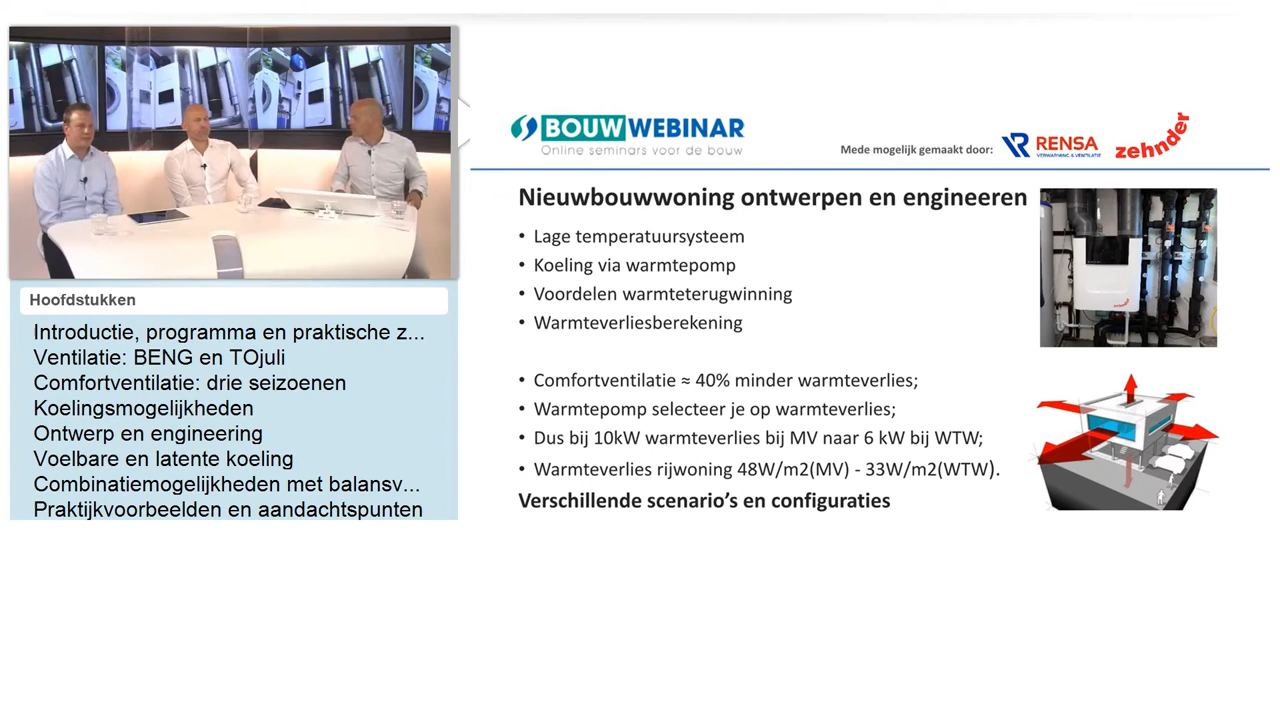 BOUWWEBINAR
Online seminars voor de bouw
Mede mogelijk gemaakt door:
RENSA
VERWARMING & VENTILATIE
zehnder
Nieuwbouwwoning ontwerpen en engineeren
• Lage temperatuursysteem
• Koeling via warmtepomp
• Voordelen warmteterugwinning
• Warmteverliesberekening
• Comfortventilatie ≈ 40% minder warmteverlies;
• Warmtepomp selecteer je op warmteverlies;
• Dus bij 10kW warmteverlies bij MV naar 6 kW bij WTW;
• Warmteverlies rijwoning 48W/m2(MV) - 33W/m2(WTW).
Verschillende scenario's en configuraties
Hoofdstukken
Introductie, programma en praktische z...
Ventilatie: BENG en TOjuli
Comfortventilatie: drie seizoenen
Koelingsmogelijkheden
Ontwerp en engineering
Voelbare en latente koeling
Combinatiemogelijkheden met balansv...
Praktijkvoorbeelden en aandachtspunten